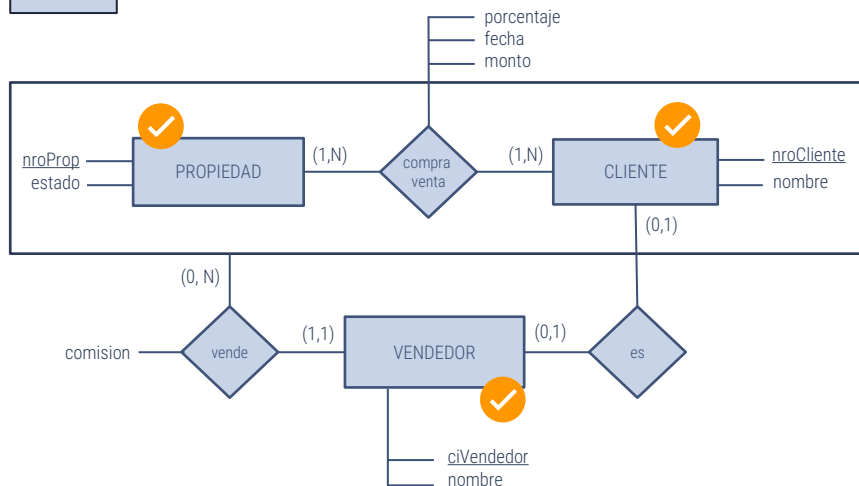 porcentaje
fecha
monto
nroProp
estado
PROPIEDAD
(1,N)
compra
venta
(1,N)
CLIENTE
nroCliente
nombre
(0,1)
(0, N)
comision
vende
(1,1)
VENDEDOR
(0,1)
es
ciVendedor
nombre